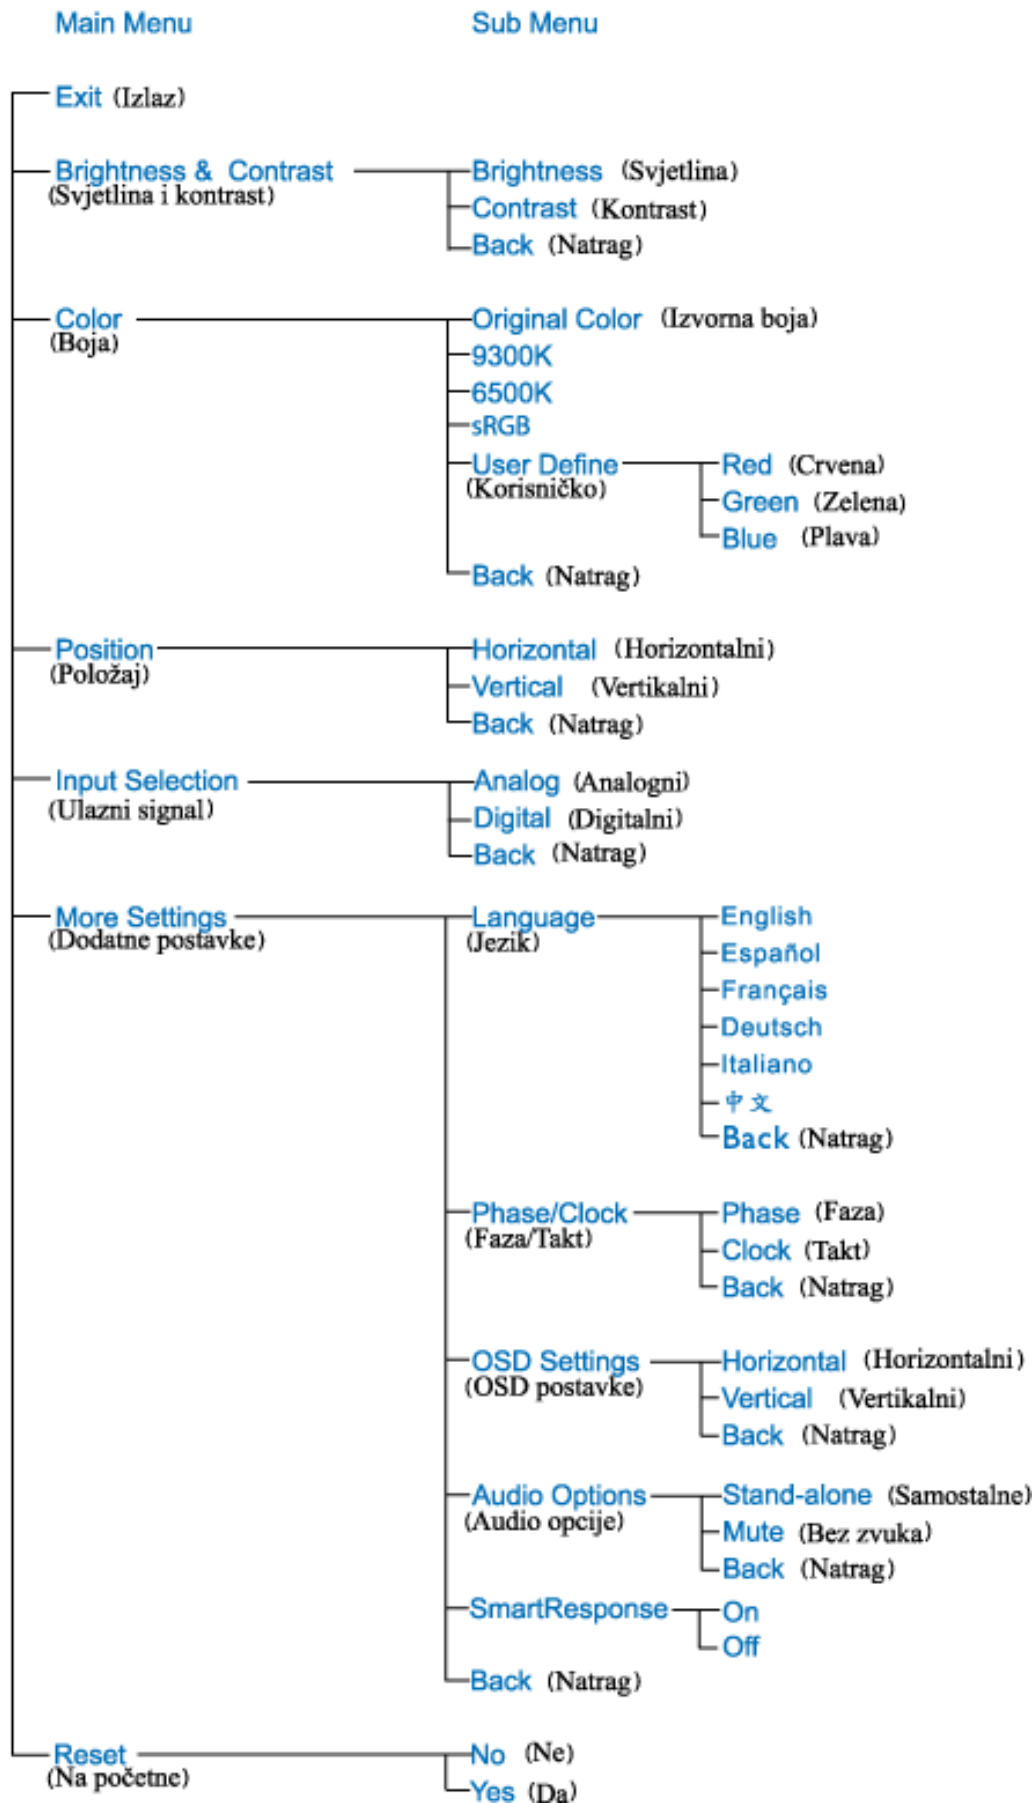 Main Menu Sub Menu
Exit (Izlaz)
Brightness & Contrast Brightness (Svjetlina)
(Svjetlina i kontrast)
Contrast (Kontrast)
Back (Natrag)
Color Original Color (Izvorna boja)
(Boja)
9300K
6500K
sRGB
User Define Red (Crvena)
(Korisničko)
Green (Zelena)
Blue (Plava)
Back (Natrag)
Position Horizontal (Horizontalni)
(Položaj)
Vertical (Vertikalni)
Back (Natrag)
Input Selection Analog (Analogni)
(Ulazni signal)
Digital (Digitalni)
Back (Natrag)
More Settings Language English
(Dodatne postavke) (Jezik)
Español
Français
Deutsch
Italiano
中文
Back (Natrag)
Phase/Clock Phase (Faza)
(Faza/Takt)
Clock (Takt)
Back (Natrag)
OSD Settings Horizontal (Horizontalni)
(OSD postavke)
Vertical (Vertikalni)
Back (Natrag)
Audio Options Stand-alone (Samostalne)
(Audio opcije)
Mute (Bez zvuka)
Back (Natrag)
SmartResponse On
Off
Back (Natrag)
Reset No (Ne)
(Na početne)
Yes (Da)